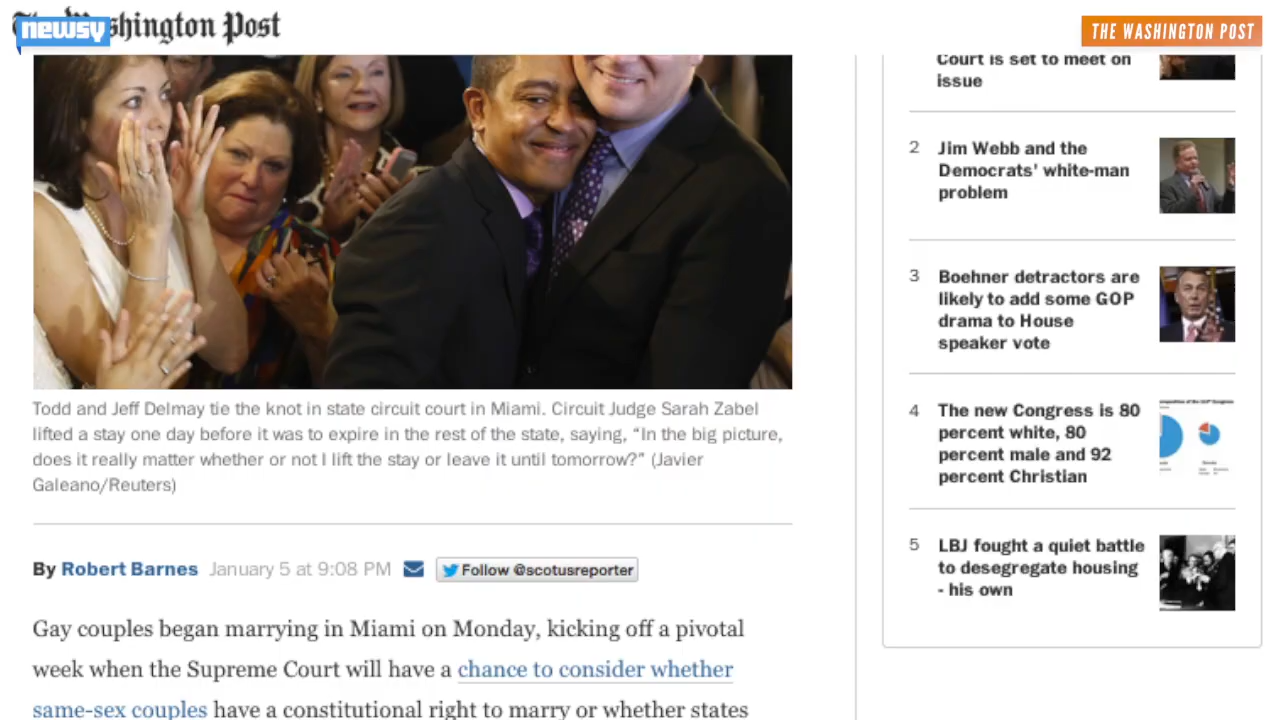 The Washington Post
newsy
THE WASHINGTON POST
Todd and Jeff Delmay tie the knot in state circuit court in Miami. Circuit Judge Sarah Zabel
lifted a stay one day before it was to expire in the rest of the state, saying, “In the big picture,
does it really matter whether or not I lift the stay or leave it until tomorrow?” (Javier
Galeano/Reuters)
By Robert Barnes January 5 at 9:08 PM Follow @scotusreporter
Gay couples began marrying in Miami on Monday, kicking off a pivotal
week when the Supreme Court will have a chance to consider whether
same-sex couples have a constitutional right to marry or whether states
Court is set to meet on
issue
2 Jim Webb and the
Democrats' white-man
problem
3 Boehner detractors are
likely to add some GOP
drama to House
speaker vote
4 The new Congress is 80
percent white, 80
percent male and 92
percent Christian
5 LBJ fought a quiet battle
to desegregate housing
- his own